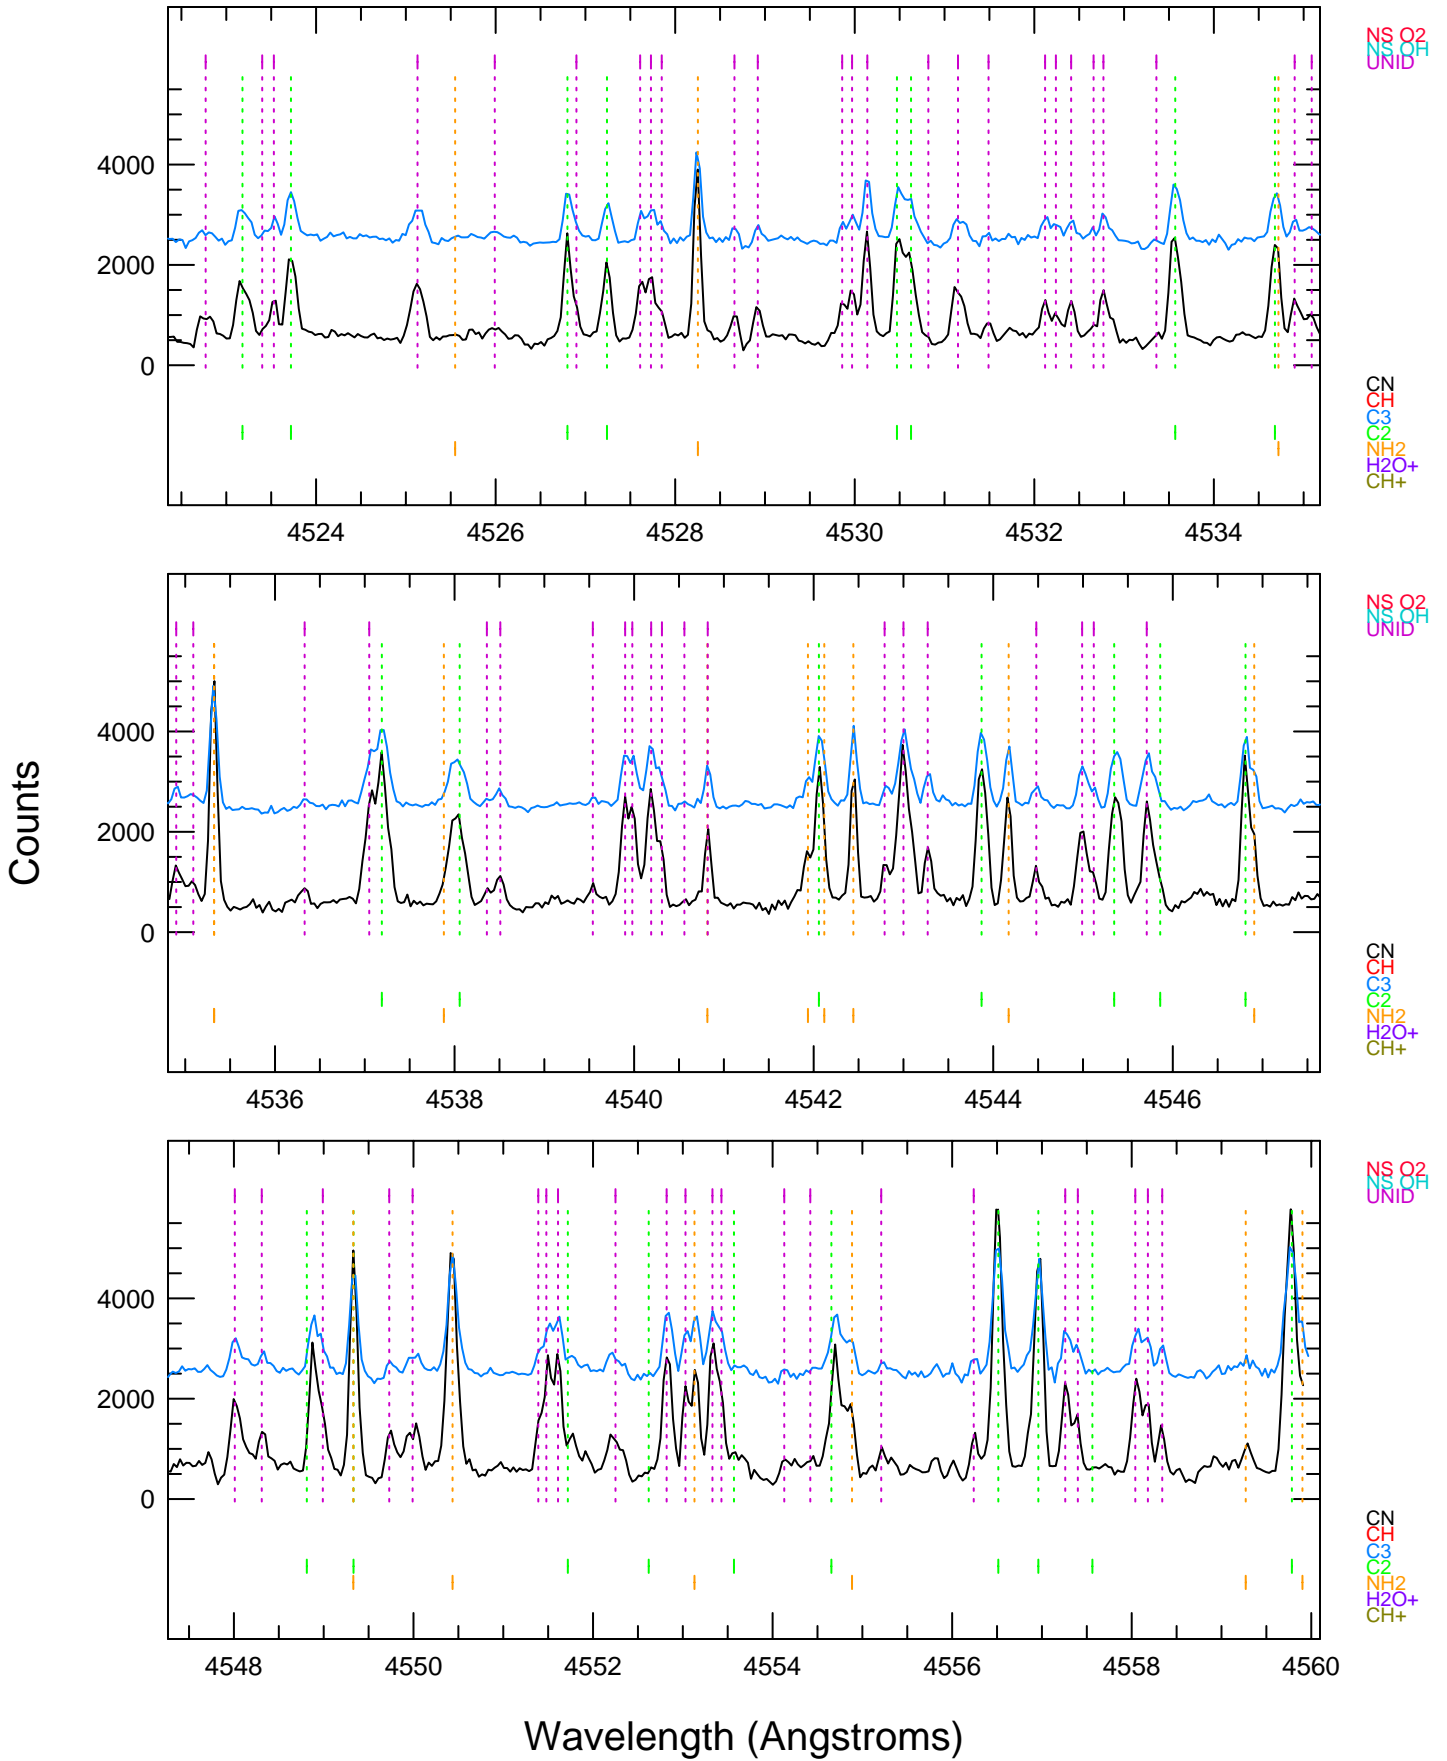 NS O2
NS OH
UNID
4000
2000
0
CN
CH
C3
C2
NH2
H2O+
CH+
4524 4526 4528 4530 4532 4534
NS O2
NS OH
UNID
4000
2000
0
Counts
CN
CH
C3
C2
NH2
H2O+
CH+
4536 4538 4540 4542 4544 4546
NS O2
NS OH
UNID
4000
2000
0
CN
CH
C3
C2
NH2
H2O+
CH+
4548 4550 4552 4554 4556 4558 4560
Wavelength (Angstroms)